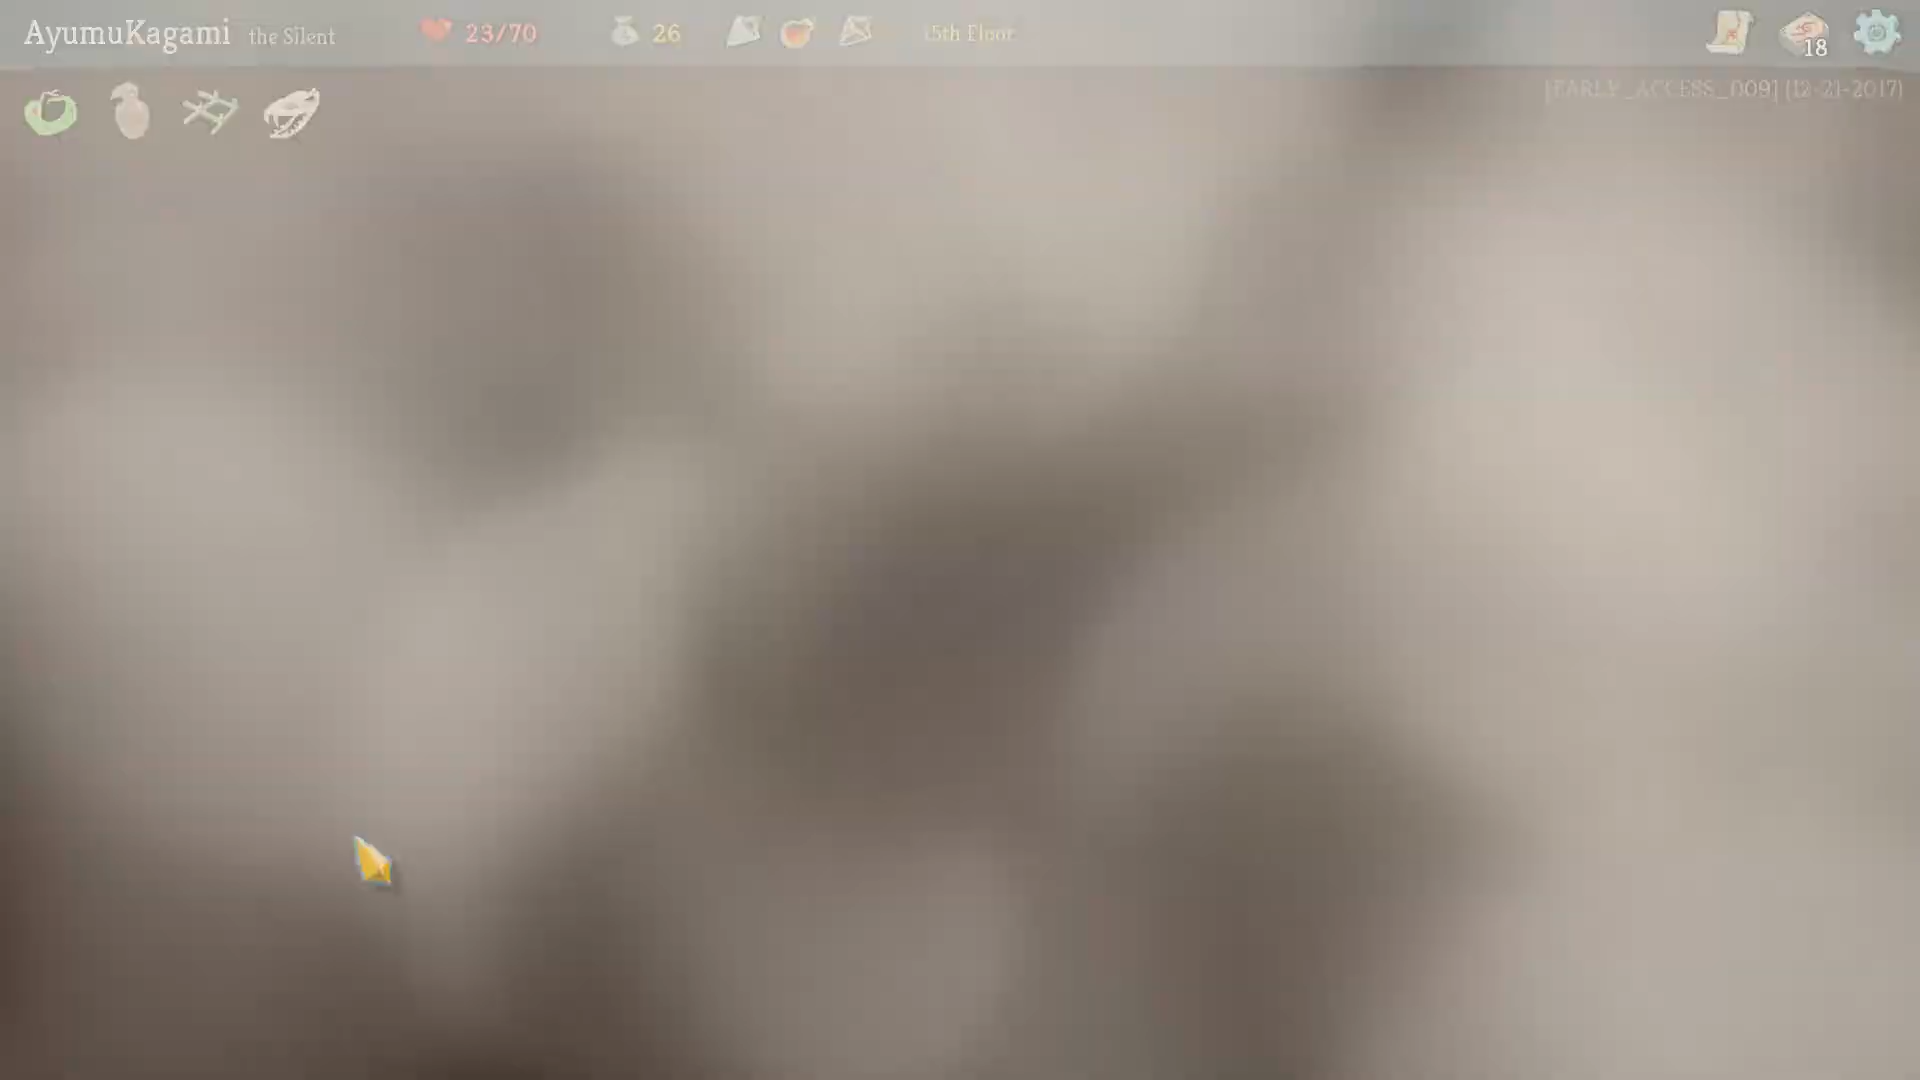 AyumuKagami the Silent 23/70 26 15th Floor 18
[EARLY_ACCESS_009] (12-21-2017)